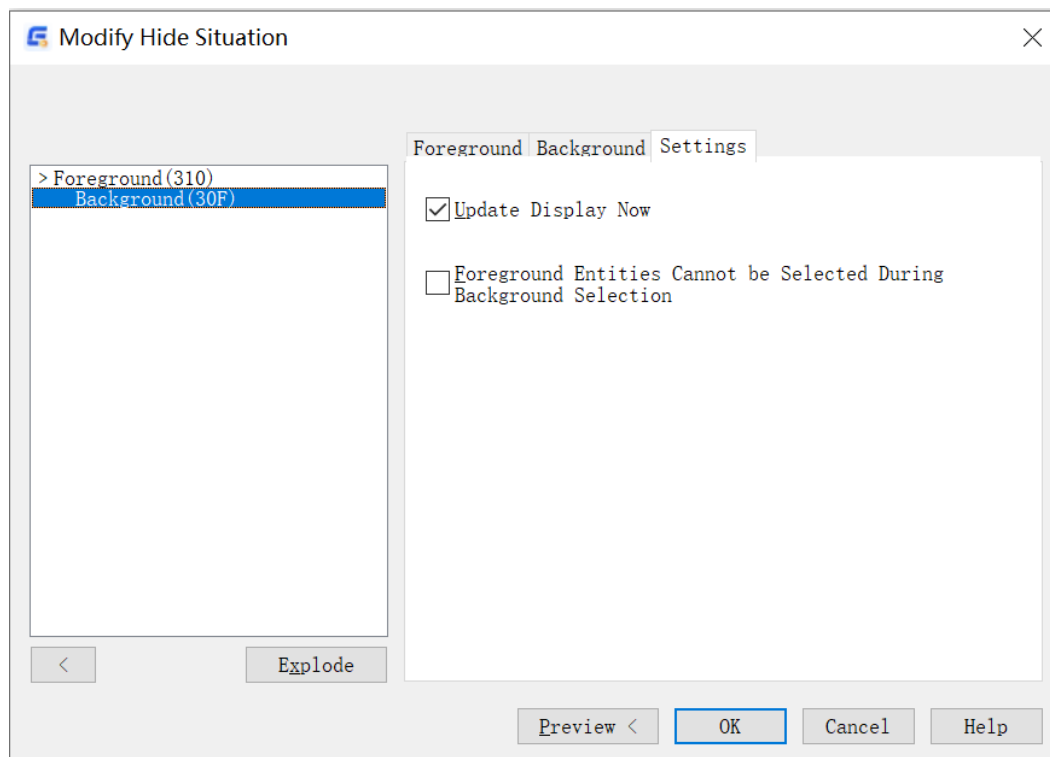 Modify Hide Situation
Foreground Background Settings
> Foreground(310)
Background(30F)
Update Display Now
Foreground Entities Cannot be Selected During
Background Selection
< Explode
Preview < OK Cancel Help